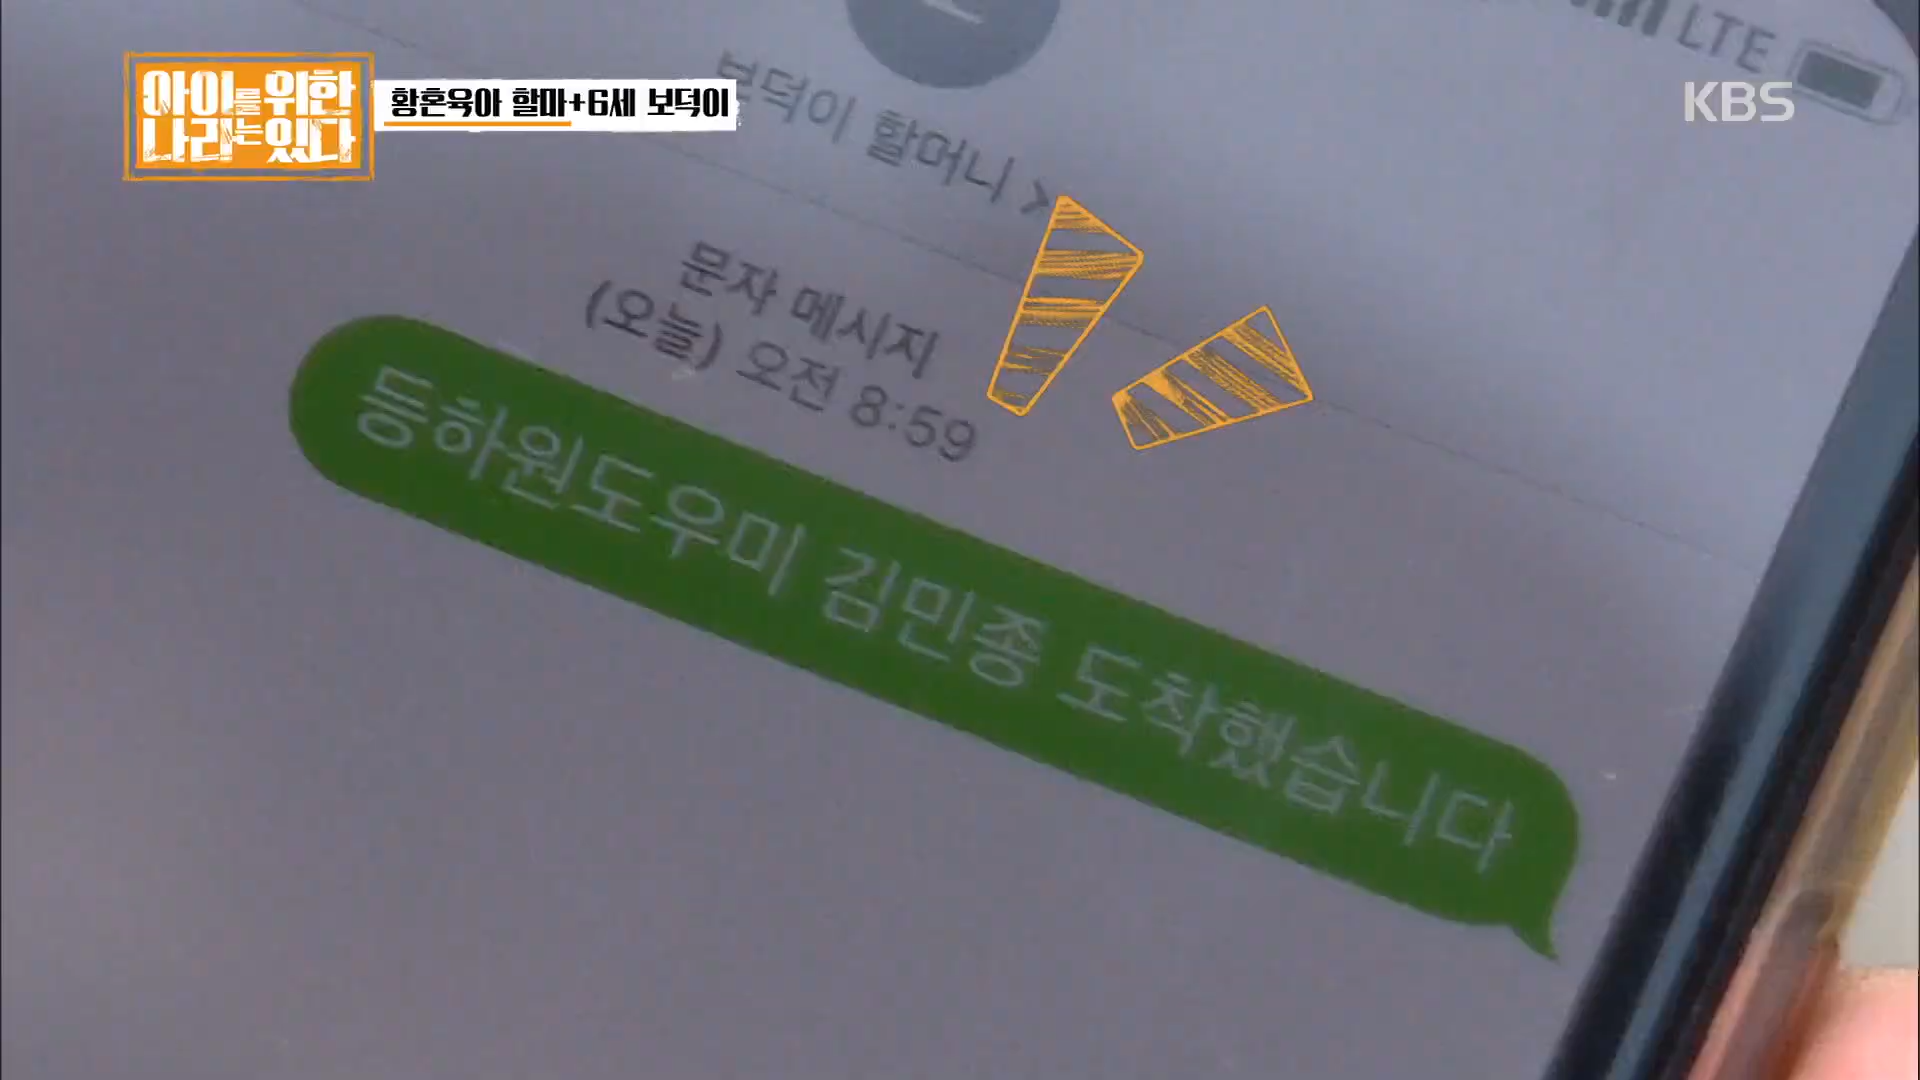 아이를 위한
나라는 있다
황혼육아 할마+6세 보덕이
KBS
LTE
보덕이 할머니 >
문자 메시지
(오늘) 오전 8:59
등하원도우미 김민종 도착했습니다